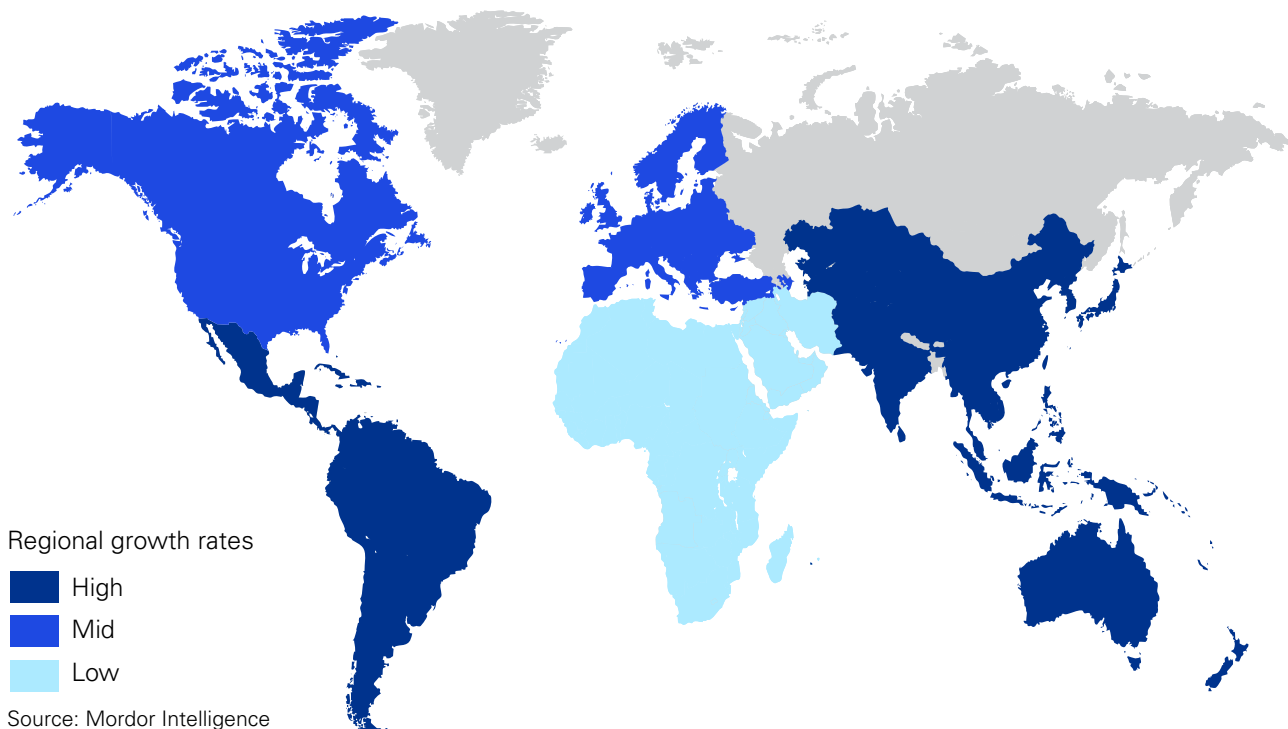 Regional growth rates
High
Mid
Low
Source: Mordor Intelligence